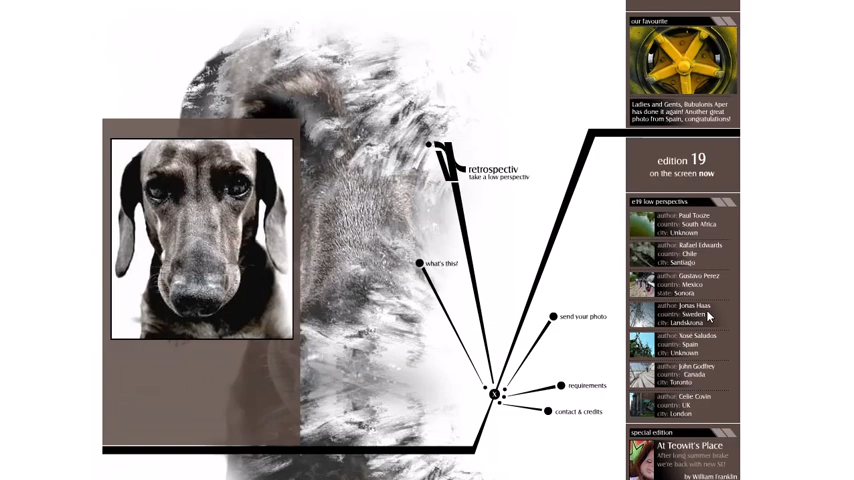 our favourite
Ladies and Gents, Bubulonis Aper
has done it again! Another great
photo from Spain, congratulations!
retrospectiv
take a low perspectiv
edition 19
on the screen now
e19 low perspectivs
author: Paul Tooze
country: South Africa
city: Unknown
author: Rafael Edwards
country: Chile
city: Santiago
author: Gustavo Perez
country: Mexico
state: Sonora
author: Jonas Haas
country: Sweden
city: Landskrona
author: Xosé Saludos
country: Spain
city: Unknown
author: John Godfrey
country: Canada
city: Toronto
author: Celie Covin
country: UK
city: London
what's this?
send your photo
requirements
contact & credits
special edition
At Teowit's Place
After long summer brake
we're back with new SE!
by William Franklin